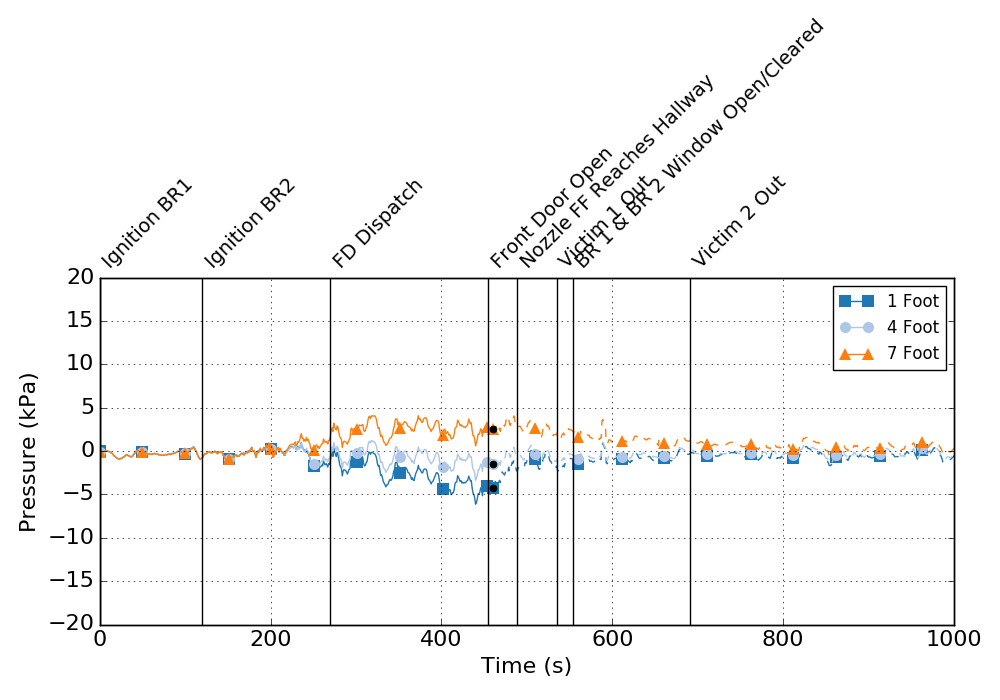 Ignition BR1
Ignition BR2
FD Dispatch
Front Door Open
Nozzle FF Reaches Hallway
Victim 1 Out
BR 1 & BR 2 Window Open/Cleared
Victim 2 Out
20
15
10
5
0
−5
−10
−15
−20
Pressure (kPa)
1 Foot
4 Foot
7 Foot
0 200 400 600 800 1000
Time (s)